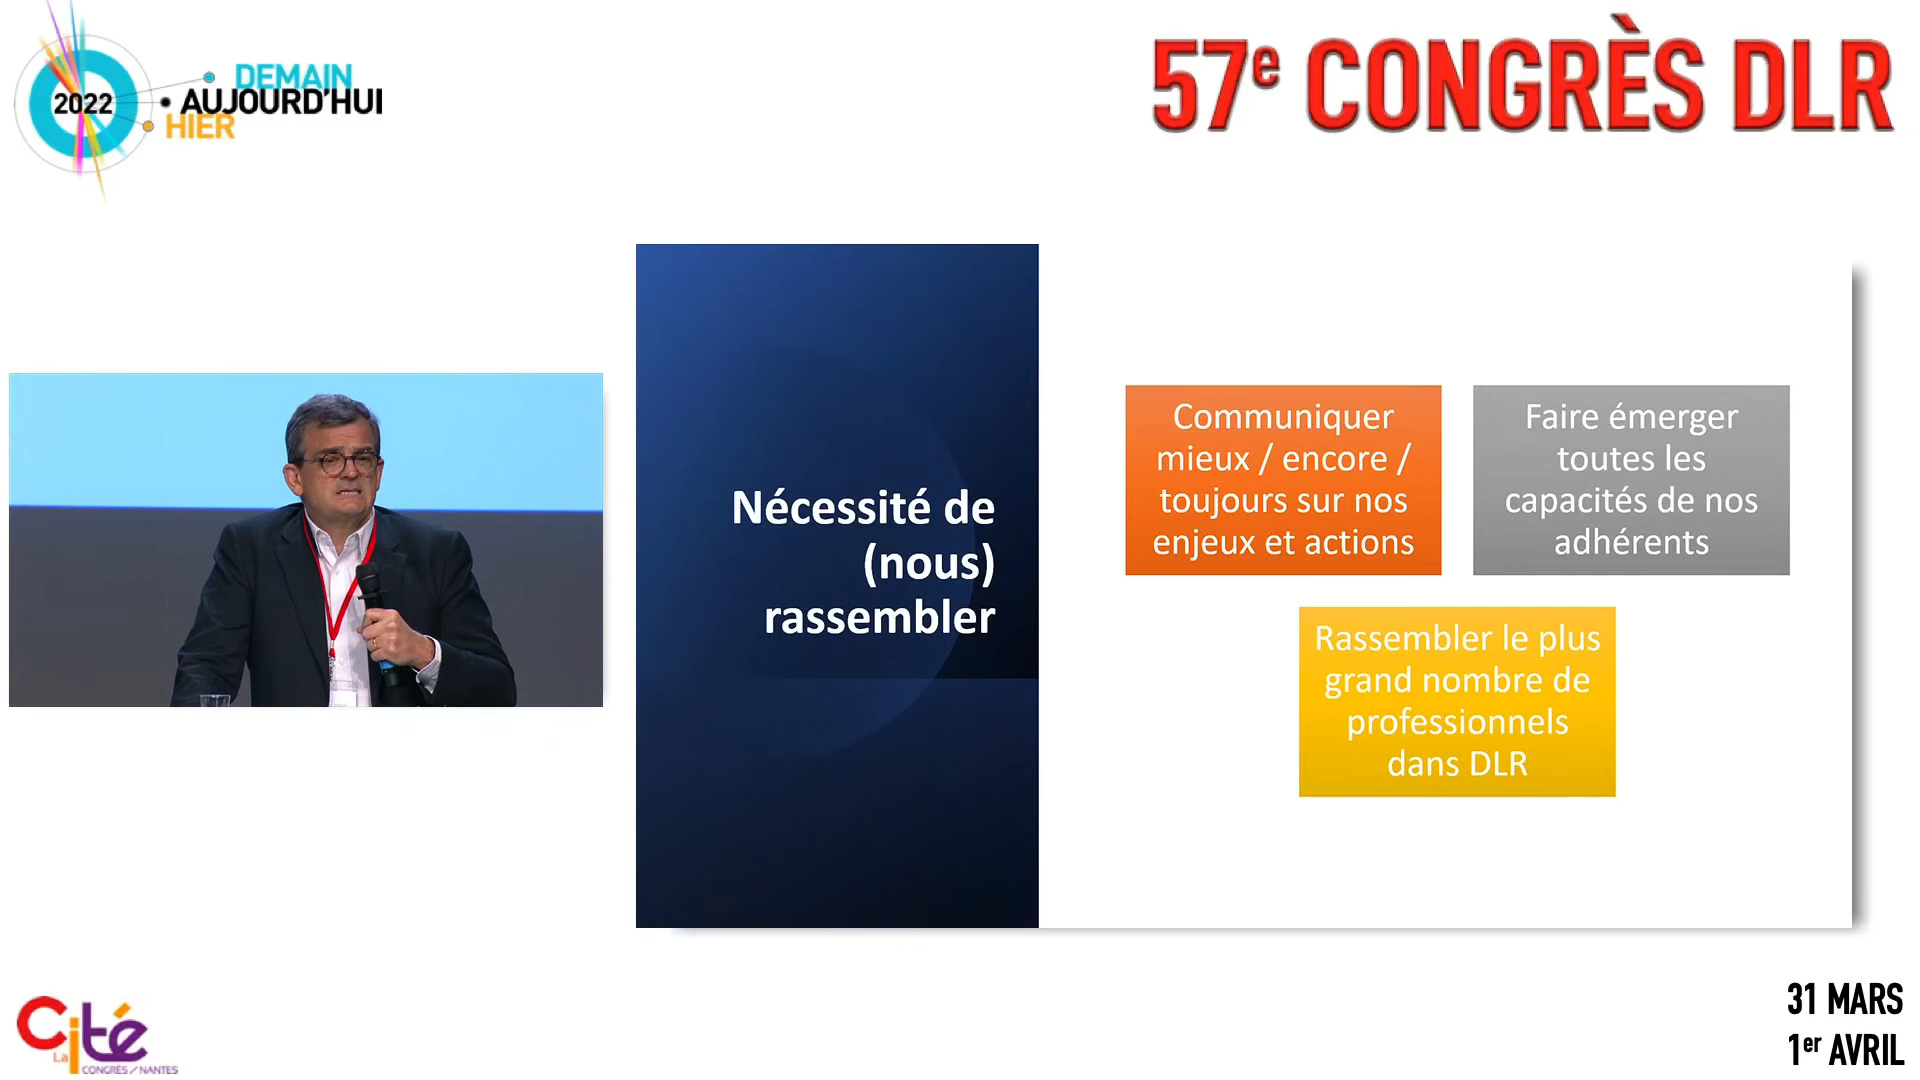 2022
DEMAIN
• AUJOURD'HUI
HIER
57e CONGRÈS DLR
Nécessité de
(nous)
rassembler
Communiquer
mieux / encore /
toujours sur nos
enjeux et actions
Faire émerger
toutes les
capacités de nos
adhérents
Rassembler le plus
grand nombre de
professionnels
dans DLR
La Cité
CONGRÈS / NANTES
31 MARS
1er AVRIL